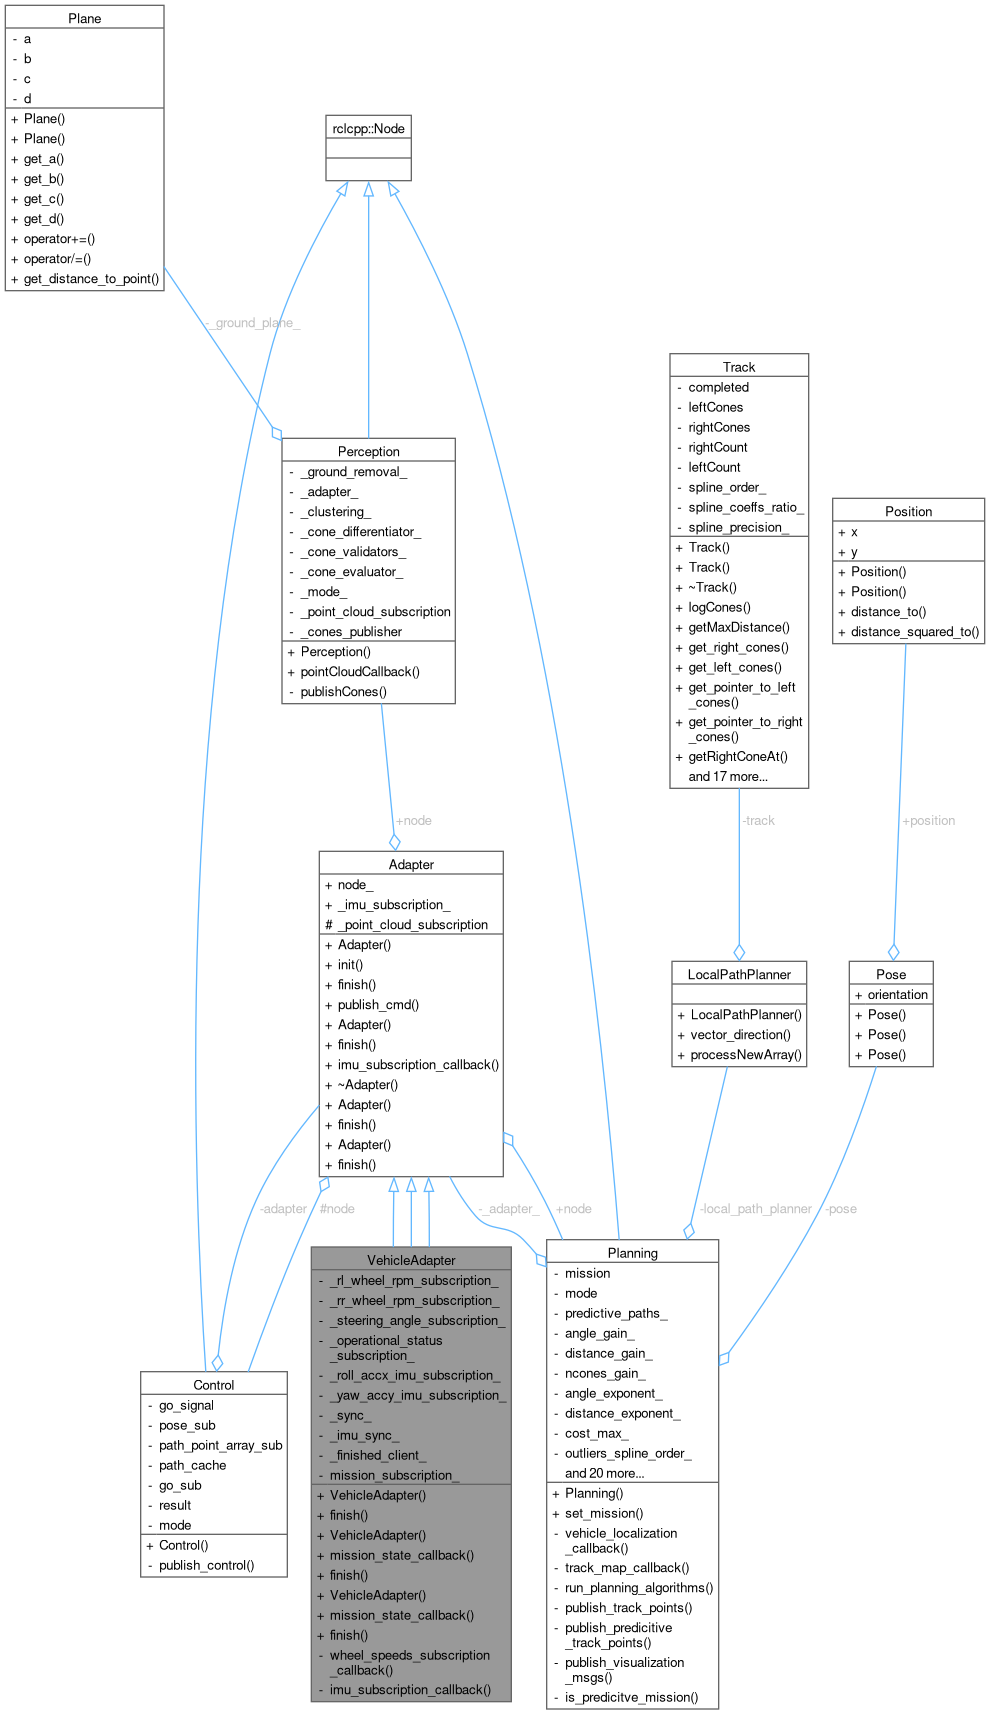 Plane
- a
- b
- c
- d
+ Plane()
+ Plane()
+ get_a()
+ get_b()
+ get_c()
+ get_d()
+ operator+=()
+ operator/=()
+ get_distance_to_point()
rclcpp::Node
-_ground_plane_
Perception
- _ground_removal_
- _adapter_
- _clustering_
- _cone_differentiator_
- _cone_validators_
- _cone_evaluator_
- _mode_
- _point_cloud_subscription
- _cones_publisher
+ Perception()
+ pointCloudCallback()
- publishCones()
Track
- completed
- leftCones
- rightCones
- rightCount
- leftCount
- spline_order_
- spline_coeffs_ratio_
- spline_precision_
+ Track()
+ Track()
+ ~Track()
+ logCones()
+ getMaxDistance()
+ get_right_cones()
+ get_left_cones()
+ get_pointer_to_left
_cones()
+ get_pointer_to_right
_cones()
+ getRightConeAt()
and 17 more...
Position
+ x
+ y
+ Position()
+ Position()
+ distance_to()
+ distance_squared_to()
+node
-track
+position
Adapter
+ node_
+ _imu_subscription_
# _point_cloud_subscription
+ Adapter()
+ init()
+ finish()
+ publish_cmd()
+ Adapter()
+ finish()
+ imu_subscription_callback()
+ ~Adapter()
+ Adapter()
+ finish()
+ Adapter()
+ finish()
LocalPathPlanner
+ LocalPathPlanner()
+ vector_direction()
+ processNewArray()
Pose
+ orientation
+ Pose()
+ Pose()
+ Pose()
-adapter
#node
-_adapter_
+node
-local_path_planner
-pose
VehicleAdapter
- _rl_wheel_rpm_subscription_
- _rr_wheel_rpm_subscription_
- _steering_angle_subscription_
- _operational_status
_subscription_
- _roll_accx_imu_subscription_
- _yaw_accy_imu_subscription_
- _sync_
- _imu_sync_
- _finished_client_
- mission_subscription_
+ VehicleAdapter()
+ finish()
+ VehicleAdapter()
+ mission_state_callback()
+ finish()
+ VehicleAdapter()
+ mission_state_callback()
+ finish()
- wheel_speeds_subscription
_callback()
- imu_subscription_callback()
Planning
- mission
- mode
- predictive_paths_
- angle_gain_
- distance_gain_
- ncones_gain_
- angle_exponent_
- distance_exponent_
- cost_max_
- outliers_spline_order_
and 20 more...
+ Planning()
+ set_mission()
- vehicle_localization
_callback()
- track_map_callback()
- run_planning_algorithms()
- publish_track_points()
- publish_predicitive
_track_points()
- publish_visualization
_msgs()
- is_predicitve_mission()
Control
- go_signal
- pose_sub
- path_point_array_sub
- path_cache
- go_sub
- result
- mode
+ Control()
- publish_control()